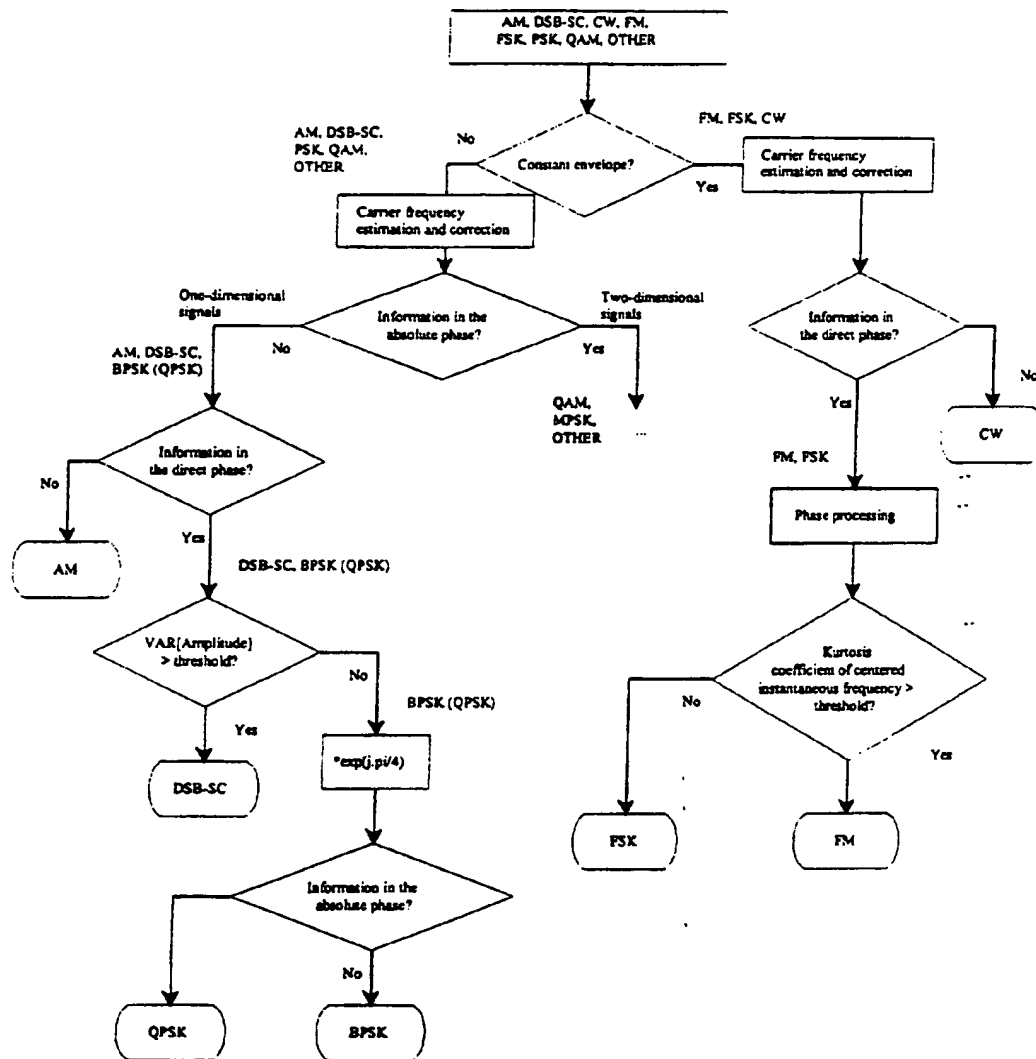 AM, DSB-SC, CW, FM,
FSK, PSK, QAM, OTHER
AM, DSB-SC,
PSK, QAM,
OTHER
No
Constant envelope?
Yes
FM, FSK, CW
Carrier frequency
estimation and correction
Carrier frequency
estimation and correction
One-dimensional
signals
Information in the
absolute phase?
Two-dimensional
signals
No
Yes
Information in
the direct phase?
No
Yes
AM, DSB-SC,
BPSK (QPSK)
QAM,
MPSK,
OTHER
...
CW
Information in
the direct phase?
No
Yes
FM, FSK
Phase processing
AM
DSB-SC, BPSK (QPSK)
VAR(Amplitude)
> threshold?
No
Yes
BPSK (QPSK)
Kurtosis
coefficient of centered
instantaneous frequency >
threshold?
No
Yes
*exp(j.pi/4)
DSB-SC
FSK
FM
Information in the
absolute phase?
No
QPSK
BPSK